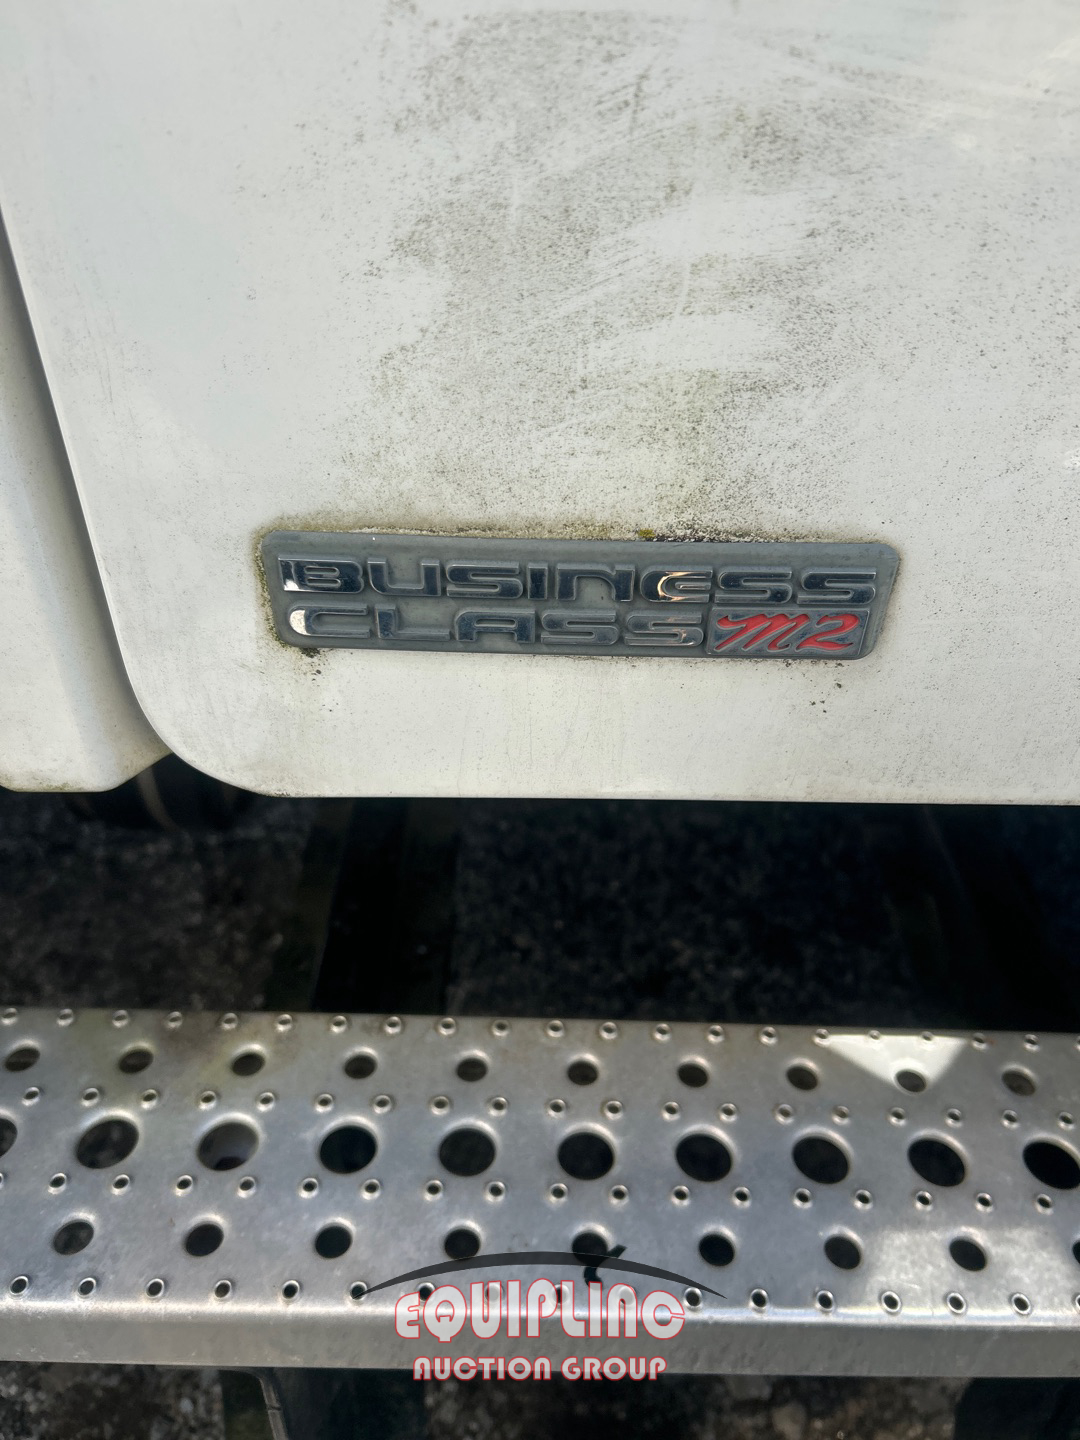 BUSINESS
CLASS M2
EQUIPLINC
AUCTION GROUP